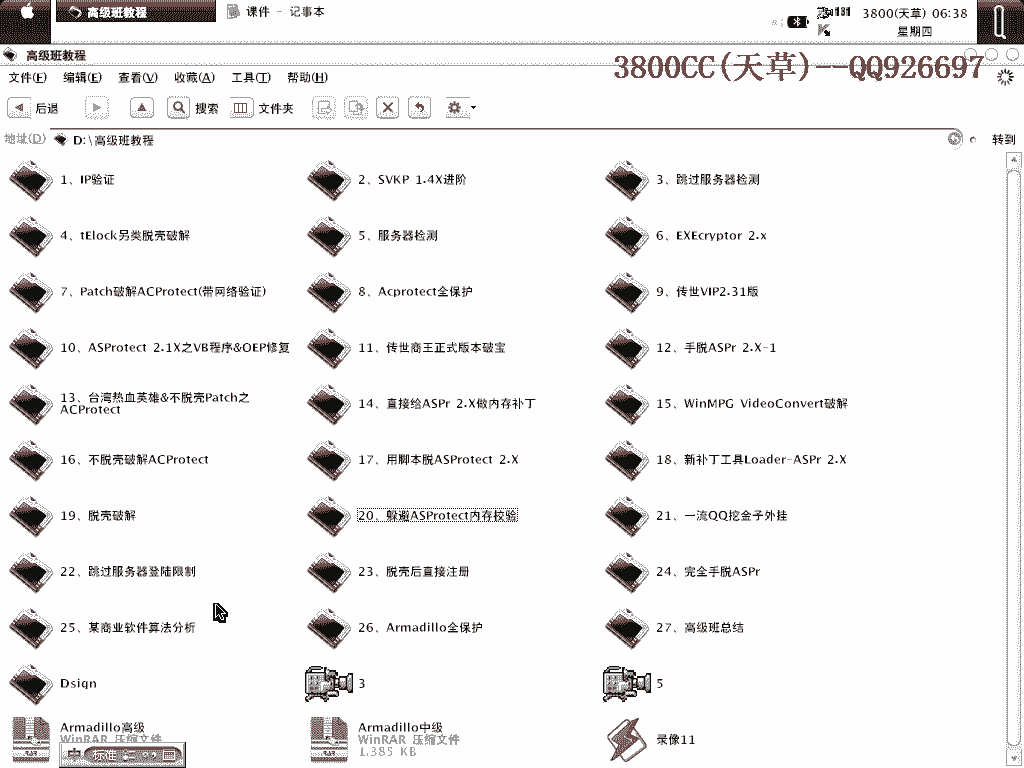 高级班教程
课件 - 记事本
3800(天草) 06:38
星期四
高级班教程
3800CC(天草)--QQ926697
文件(F) 编辑(E) 查看(V) 收藏(A) 工具(T) 帮助(H)
后退 搜索 文件夹
地址(D) D:\高级班教程 转到
1、IP验证
2、SVKP 1.4X进阶
3、跳过服务器检测
4、tElock另类脱壳破解
5、服务器检测
6、EXEcryptor 2.x
7、Patch破解ACProtect(带网络验证)
8、Acprotect全保护
9、传世VIP2.31版
10、ASProtect 2.1X之VB程序&OEP修复
11、传世商王正式版本破宝
12、手脱ASPr 2.X-1
13、台湾热血英雄&不脱壳Patch之
ACProtect
14、直接给ASPr 2.X做内存补丁
15、WinMPG VideoConvert破解
16、不脱壳破解ACProtect
17、用脚本脱ASProtect 2.X
18、新补丁工具Loader-ASPr 2.X
19、脱壳破解
20、躲避ASProtect内存校验
21、一流QQ挖金子外挂
22、跳过服务器登陆限制
23、脱壳后直接注册
24、完全手脱ASPr
25、某商业软件算法分析
26、Armadillo全保护
27、高级班总结
Dsign
3
5
Armadillo高级
WinRAR 压缩文件
Armadillo中级
WinRAR 压缩文件
1,385 KB
录像11
中 标准